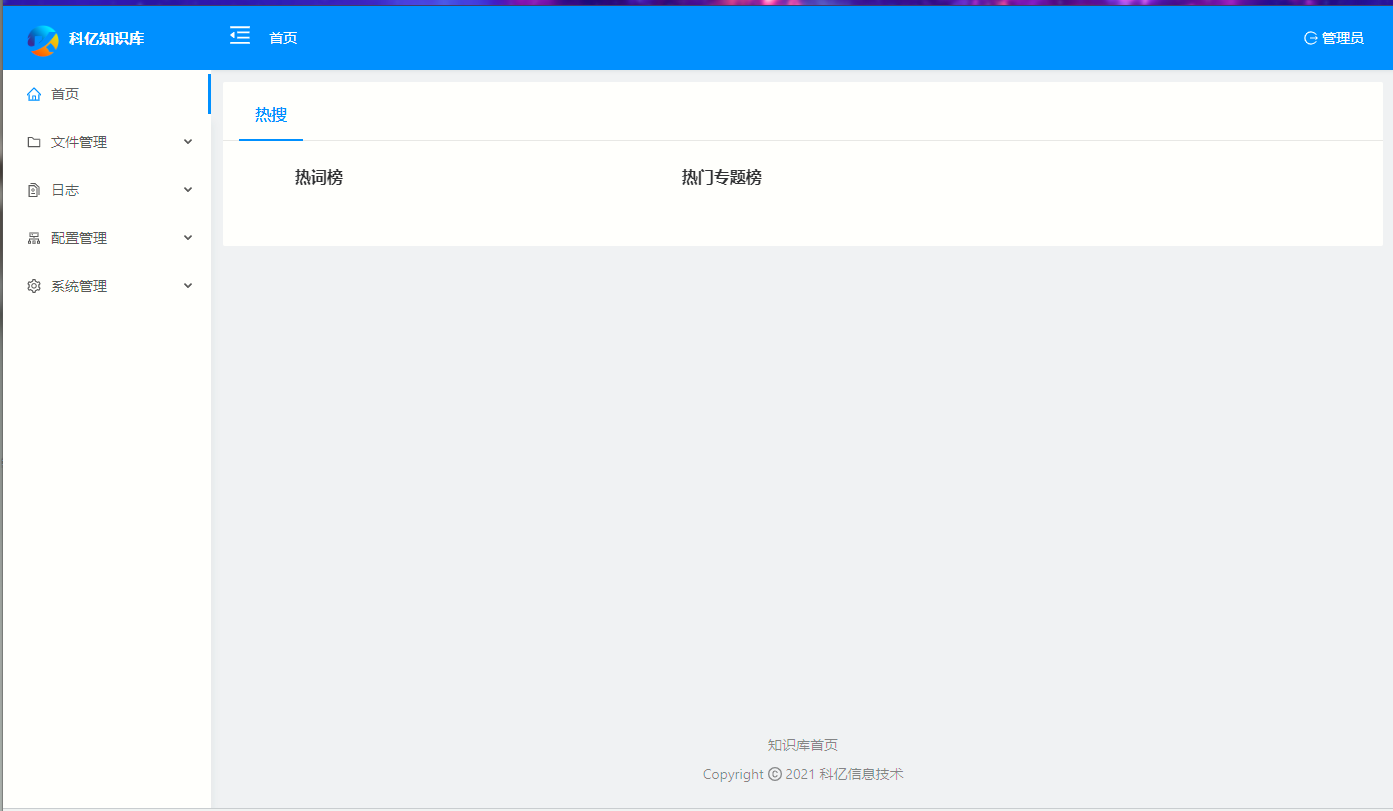 科亿知识库
首页
管理员
首页
文件管理
日志
配置管理
系统管理
热搜
热词榜
热门专题榜
知识库首页
Copyright © 2021 科亿信息技术